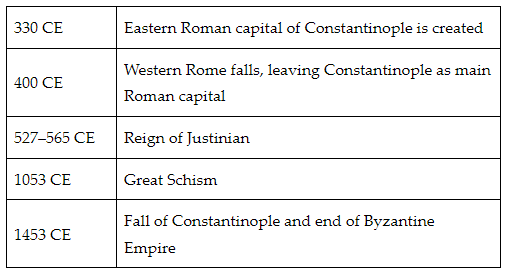 330 CE Eastern Roman capital of Constantinople is created
400 CE Western Rome falls, leaving Constantinople as main
Roman capital
527–565 CE Reign of Justinian
1053 CE Great Schism
1453 CE Fall of Constantinople and end of Byzantine
Empire